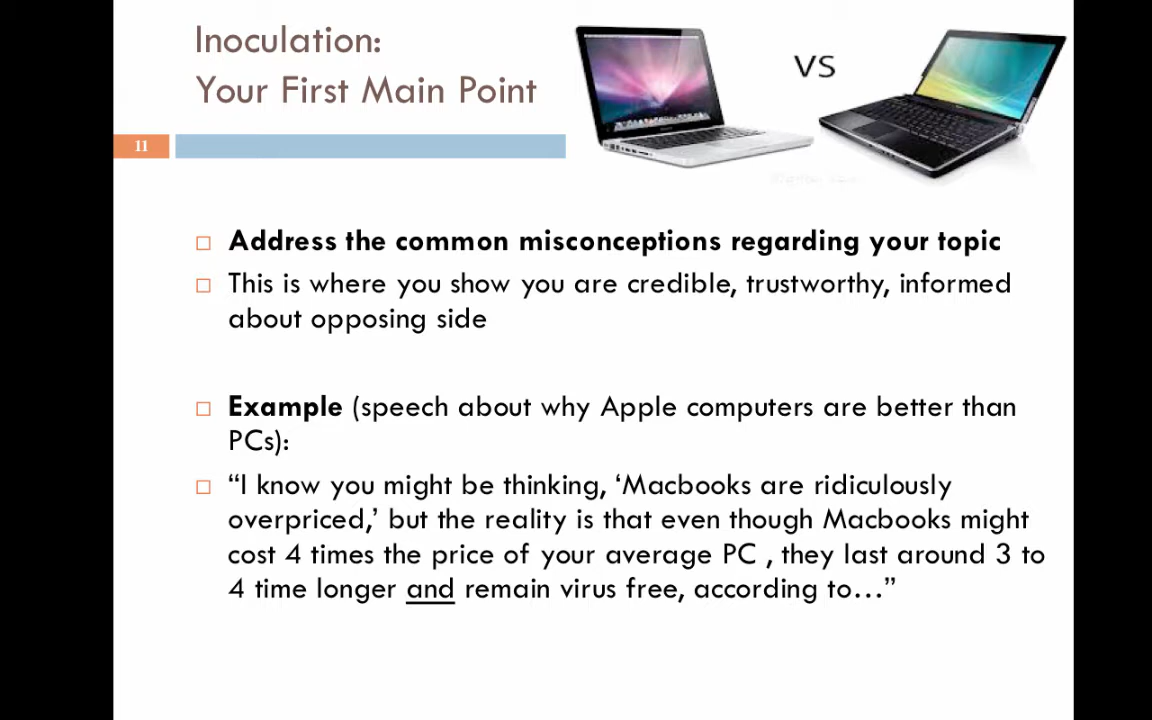 Inoculation:
Your First Main Point
VS
11
Address the common misconceptions regarding your topic
This is where you show you are credible, trustworthy, informed
about opposing side
Example (speech about why Apple computers are better than
PCs):
“I know you might be thinking, ‘Macbooks are ridiculously
overpriced,’ but the reality is that even though Macbooks might
cost 4 times the price of your average PC , they last around 3 to
4 time longer and remain virus free, according to…”